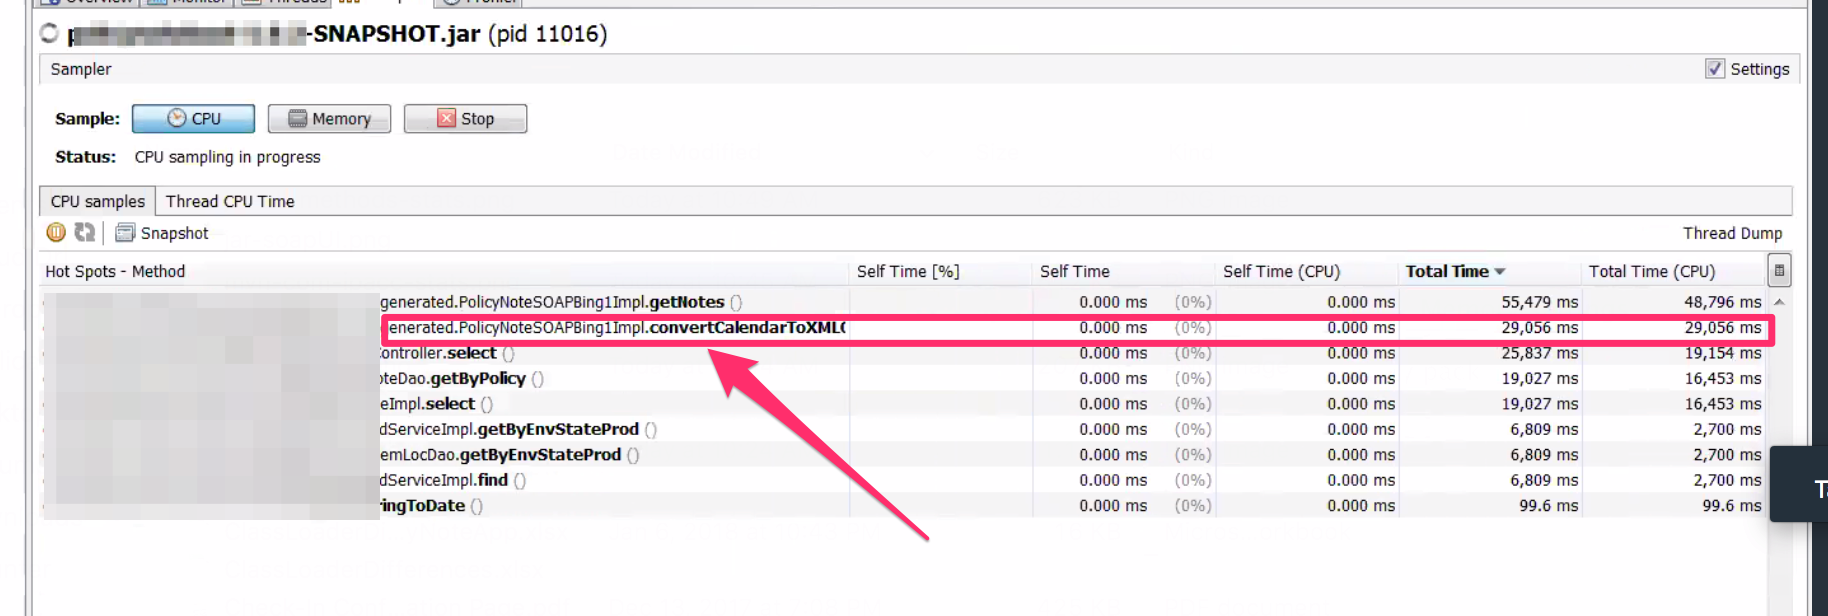 Overview Monitor Threads Profiler
-SNAPSHOT.jar (pid 11016)
Sampler Settings
Sample: CPU Memory Stop
Status: CPU sampling in progress
CPU samples Thread CPU Time
Snapshot Thread Dump
Hot Spots - Method Self Time [%] Self Time Self Time (CPU) Total Time Total Time (CPU)
generated.PolicyNoteSOAPBing1Impl.getNotes () 0.000 ms (0%) 0.000 ms 55,479 ms 48,796 ms
generated.PolicyNoteSOAPBing1Impl.convertCalendarToXML 0.000 ms (0%) 0.000 ms 29,056 ms 29,056 ms
ontroller.select () 0.000 ms (0%) 0.000 ms 25,837 ms 19,154 ms
oteDao.getByPolicy () 0.000 ms (0%) 0.000 ms 19,027 ms 16,453 ms
eImpl.select () 0.000 ms (0%) 0.000 ms 19,027 ms 16,453 ms
dServiceImpl.getByEnvStateProd () 0.000 ms (0%) 0.000 ms 6,809 ms 2,700 ms
emLocDao.getByEnvStateProd () 0.000 ms (0%) 0.000 ms 6,809 ms 2,700 ms
dServiceImpl.find () 0.000 ms (0%) 0.000 ms 6,809 ms 2,700 ms
ringToDate () 0.000 ms (0%) 0.000 ms 99.6 ms 99.6 ms